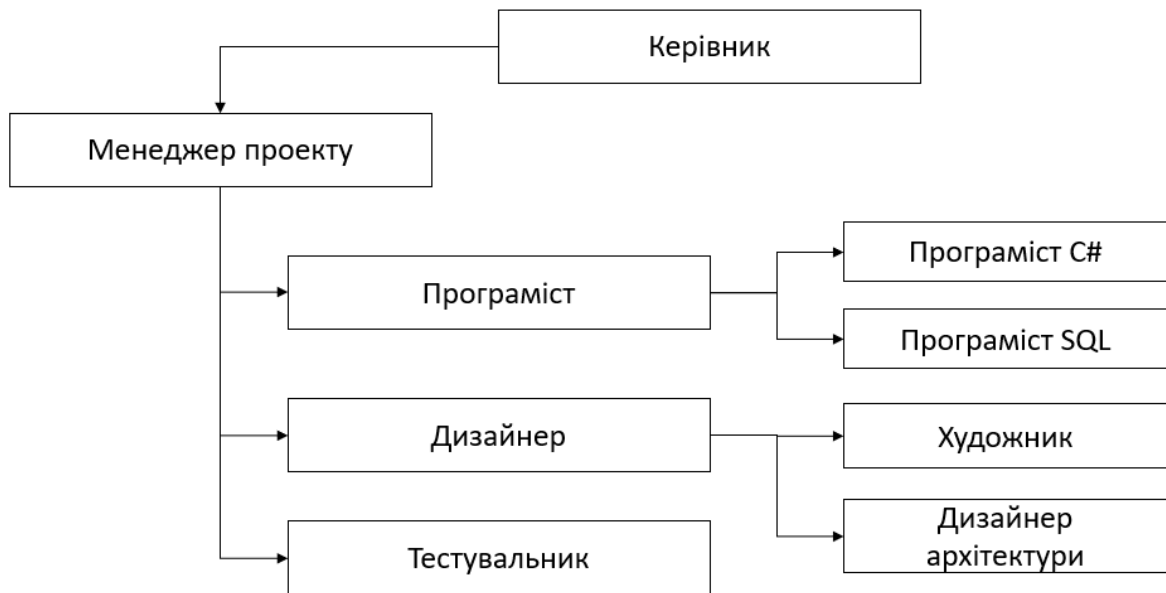 Керівник
Менеджер проекту
Програміст
Програміст C#
Програміст SQL
Дизайнер
Художник
Дизайнер
архітектури
Тестувальник